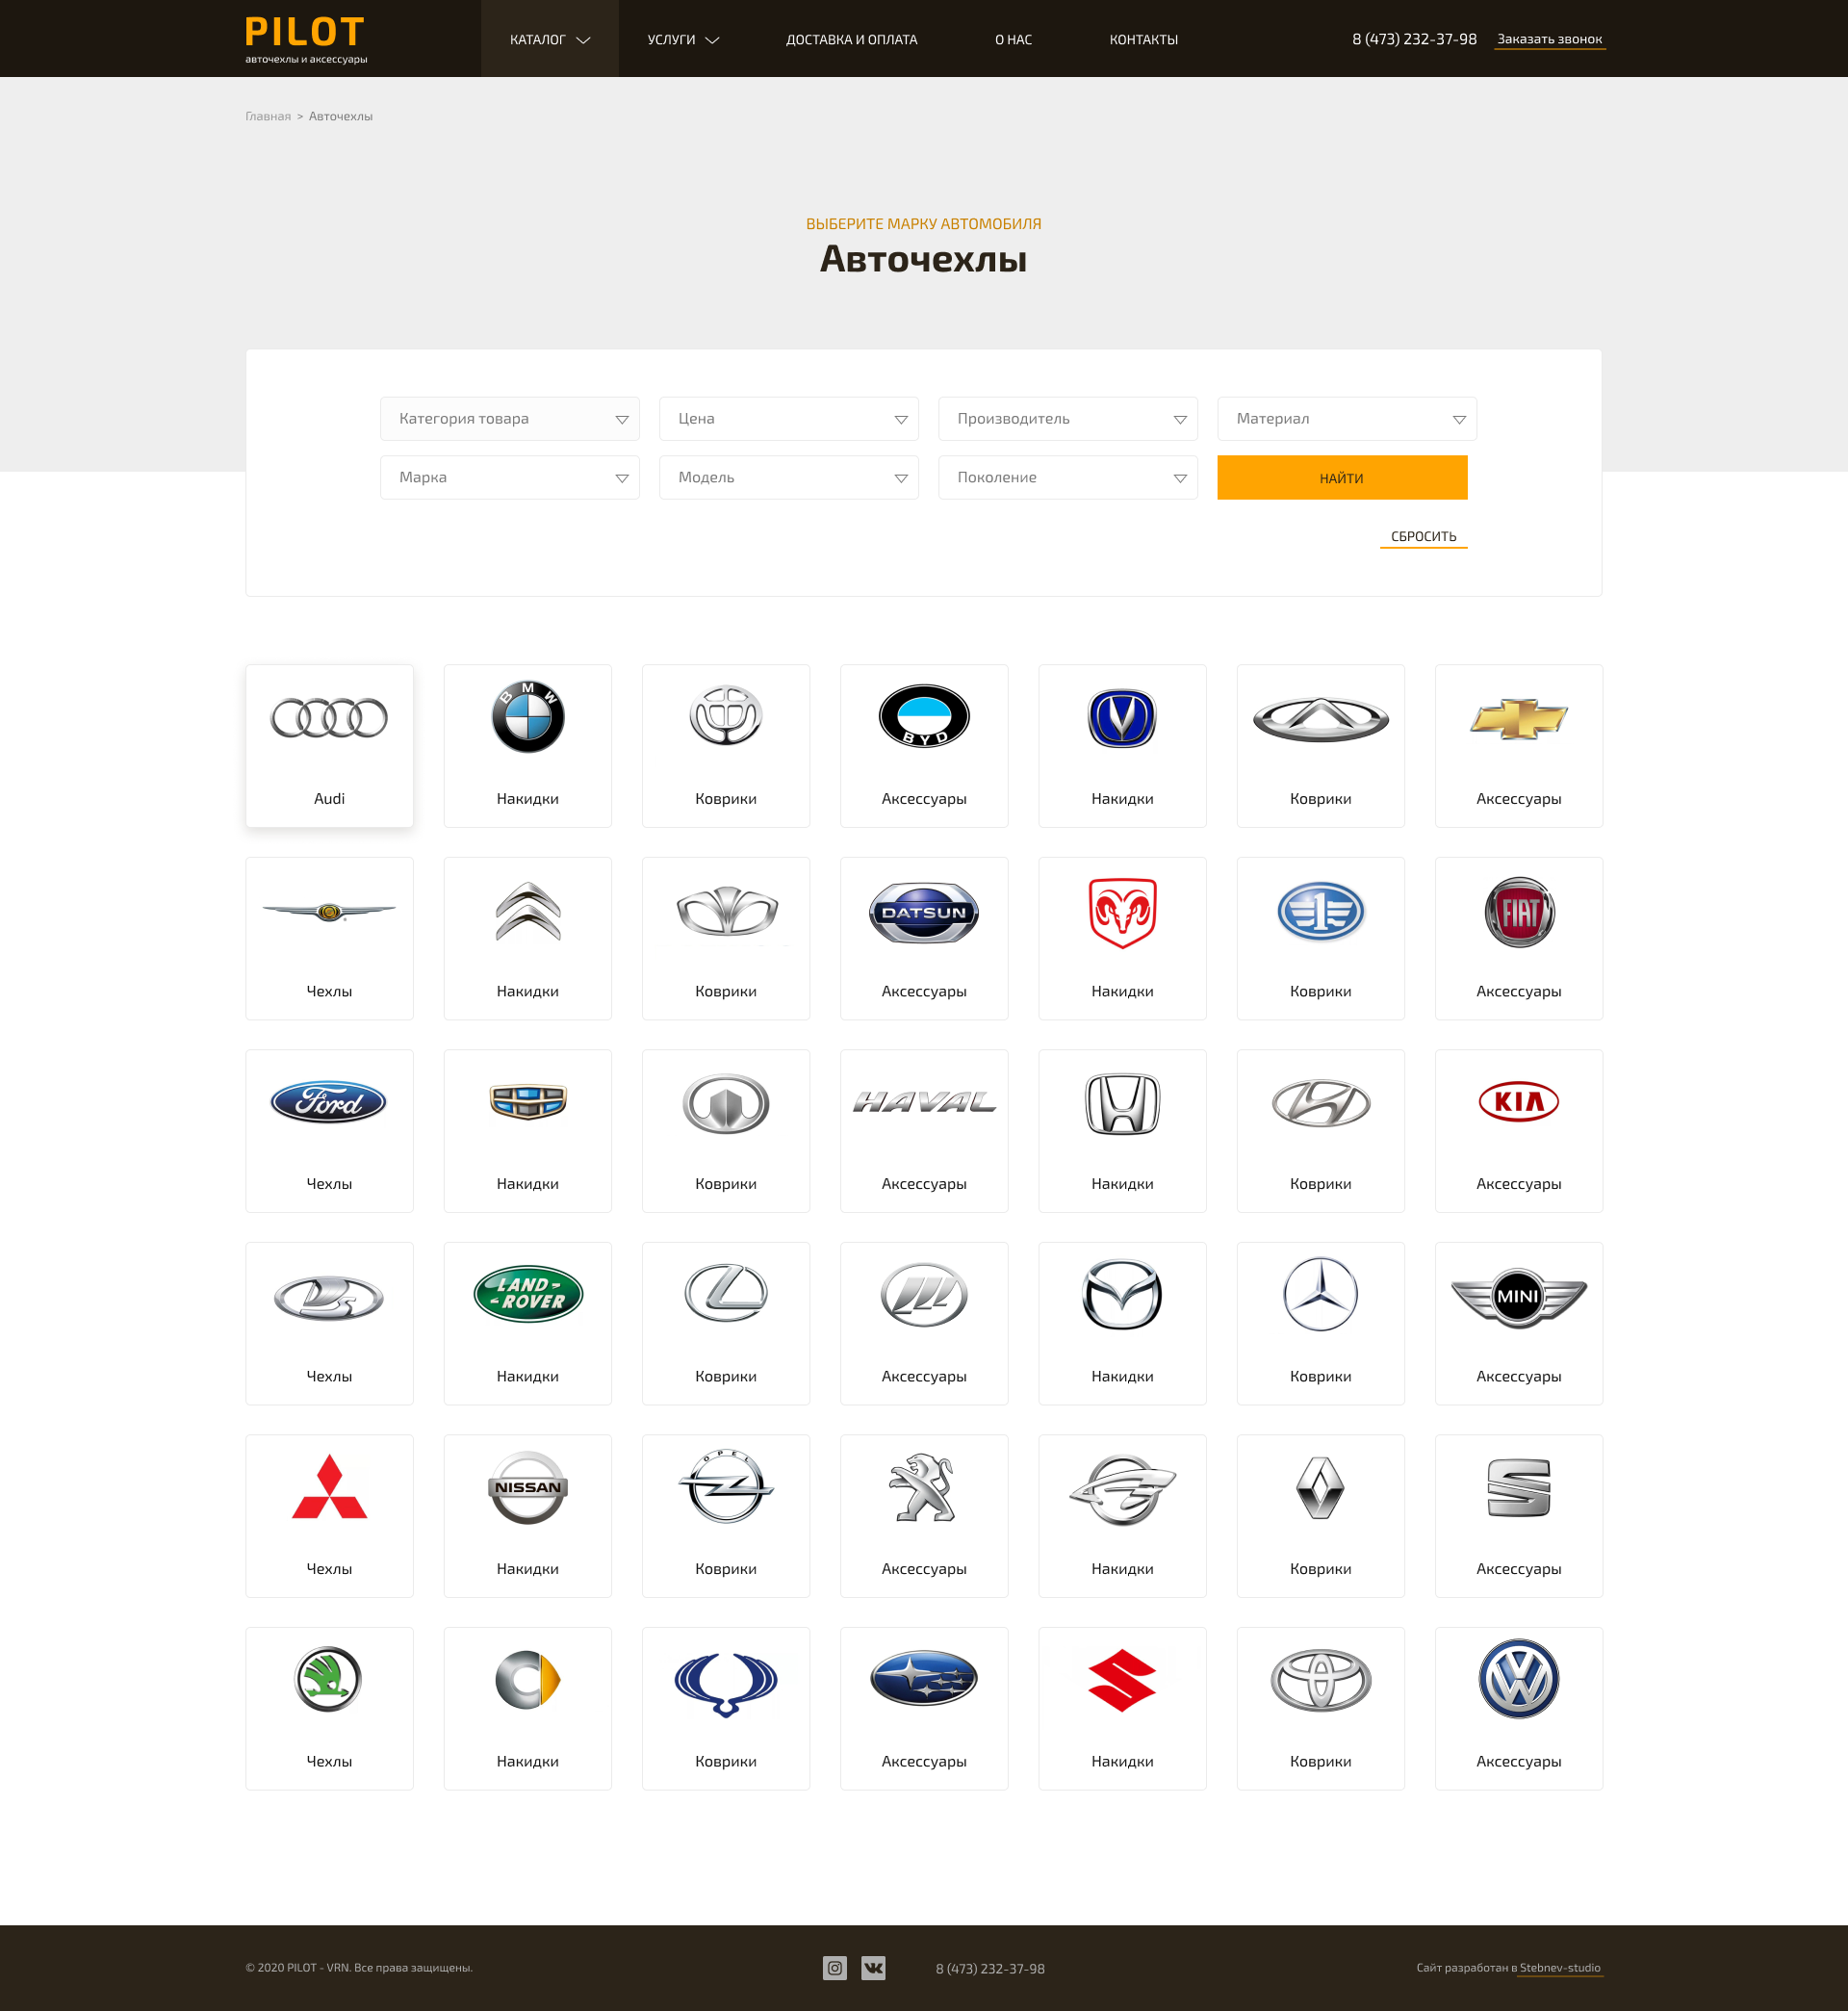 PILOT
авточехлы и аксессуары
КАТАЛОГ УСЛУГИ ДОСТАВКА И ОПЛАТА О НАС КОНТАКТЫ 8 (473) 232-37-98 Заказать звонок
Главная > Авточехлы
ВЫБЕРИТЕ МАРКУ АВТОМОБИЛЯ
Авточехлы
Категория товара Цена Производитель Материал
Марка Модель Поколение НАЙТИ
СБРОСИТЬ
BMW BYD
Audi Накидки Коврики Аксессуары Накидки Коврики Аксессуары
DATSUN 1 FIAT
Чехлы Накидки Коврики Аксессуары Накидки Коврики Аксессуары
Ford HAVAL KIA
Чехлы Накидки Коврики Аксессуары Накидки Коврики Аксессуары
LAND-
-ROVER MINI
Чехлы Накидки Коврики Аксессуары Накидки Коврики Аксессуары
NISSAN OPEL
Чехлы Накидки Коврики Аксессуары Накидки Коврики Аксессуары
Чехлы Накидки Коврики Аксессуары Накидки Коврики Аксессуары
© 2020 PILOT - VRN. Все права защищены. 8 (473) 232-37-98 Сайт разработан в Stebnev-studio